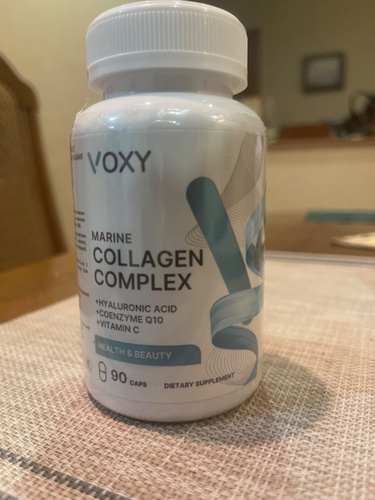 VOXY
MARINE
COLLAGEN
COMPLEX
+HYALURONIC ACID
+COENZYME Q10
+VITAMIN C
HEALTH & BEAUTY
90 CAPS
DIETARY SUPPLEMENT